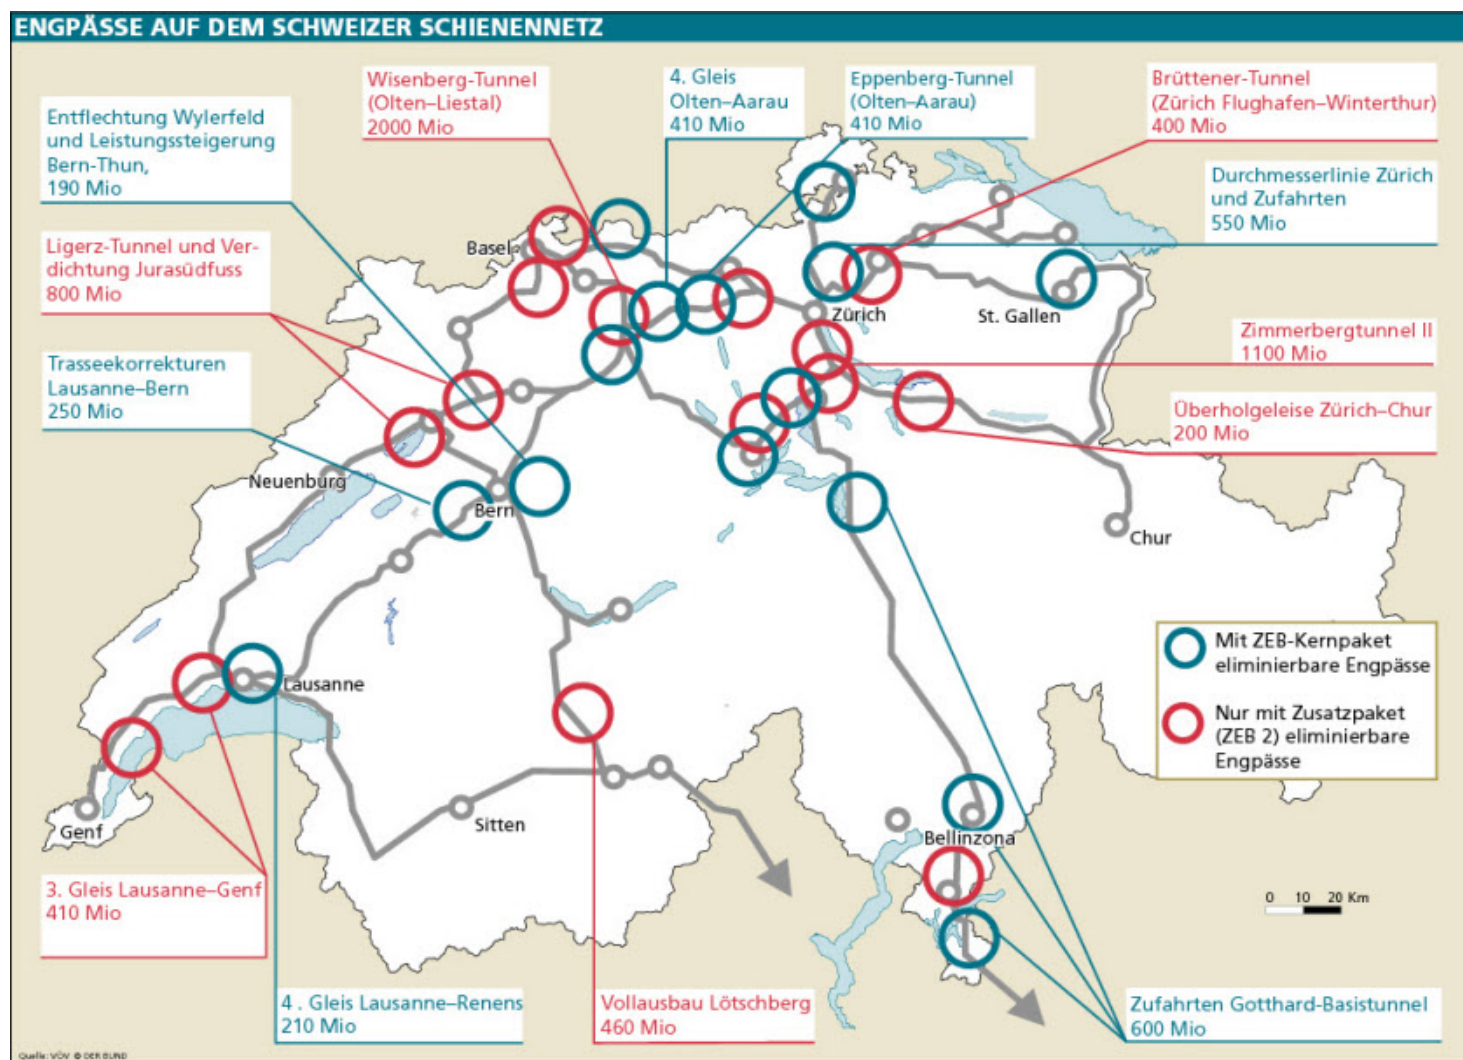 ENGPÄSSE AUF DEM SCHWEIZER SCHIENENNETZ
Wisenberg-Tunnel
(Olten–Liestal)
2000 Mio
4. Gleis
Olten–Aarau
410 Mio
Eppenberg-Tunnel
(Olten–Aarau)
410 Mio
Brüttener-Tunnel
(Zürich Flughafen–Winterthur)
400 Mio
Entflechtung Wylerfeld
und Leistungssteigerung
Bern-Thun,
190 Mio
Durchmesserlinie Zürich
und Zufahrten
550 Mio
Ligerz-Tunnel und Ver-
dichtung Jurasüdfuss
800 Mio
Basel
Zürich
St. Gallen
Zimmerbergtunnel II
1100 Mio
Trasseekorrekturen
Lausanne–Bern
250 Mio
Überholgeleise Zürich–Chur
200 Mio
Neuenburg
Bern
Chur
Mit ZEB-Kernpaket
eliminierbare Engpässe
Nur mit Zusatzpaket
(ZEB 2) eliminierbare
Engpässe
Lausanne
Genf
Sitten
Bellinzona
3. Gleis Lausanne–Genf
410 Mio
0 10 20 Km
4 . Gleis Lausanne–Renens
210 Mio
Vollausbau Lötschberg
460 Mio
Zufahrten Gotthard-Basistunnel
600 Mio
Quelle: VÖV © DER BUND